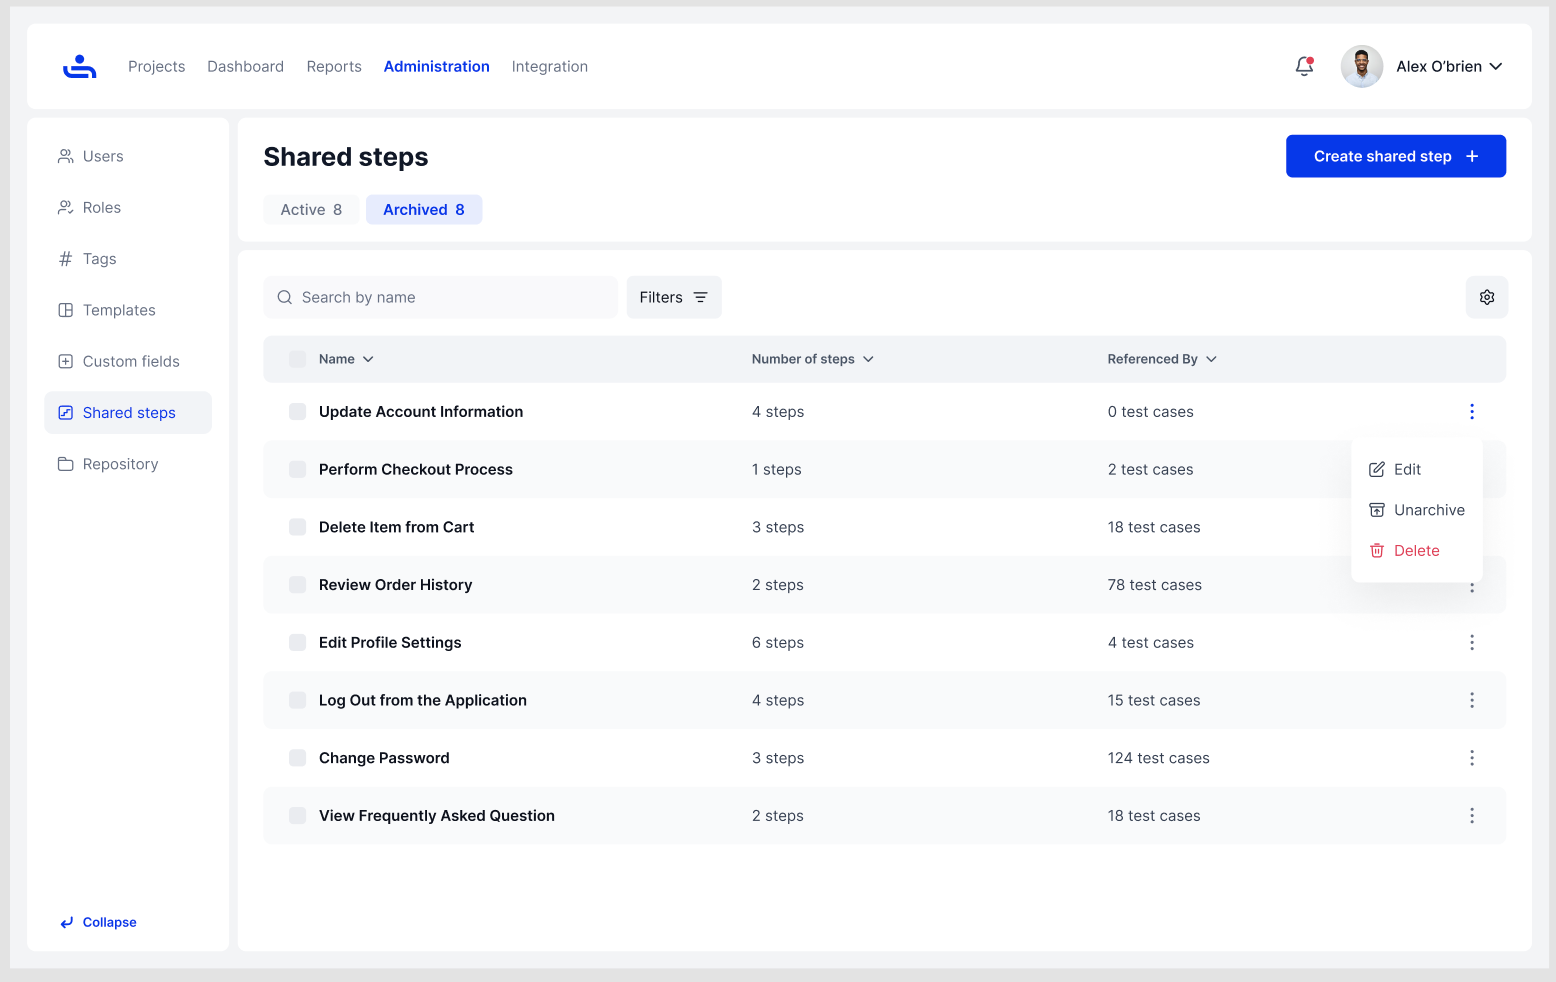 Projects Dashboard Reports Administration Integration Alex O’brien
Users
Roles
Tags
Templates
Custom fields
Shared steps
Repository
Collapse
Shared steps Create shared step
Active 8 Archived 8
Search by name Filters
Name Number of steps Referenced By
Update Account Information 4 steps 0 test cases
Perform Checkout Process 1 steps 2 test cases
Delete Item from Cart 3 steps 18 test cases
Review Order History 2 steps 78 test cases
Edit Profile Settings 6 steps 4 test cases
Log Out from the Application 4 steps 15 test cases
Change Password 3 steps 124 test cases
View Frequently Asked Question 2 steps 18 test cases
Edit
Unarchive
Delete